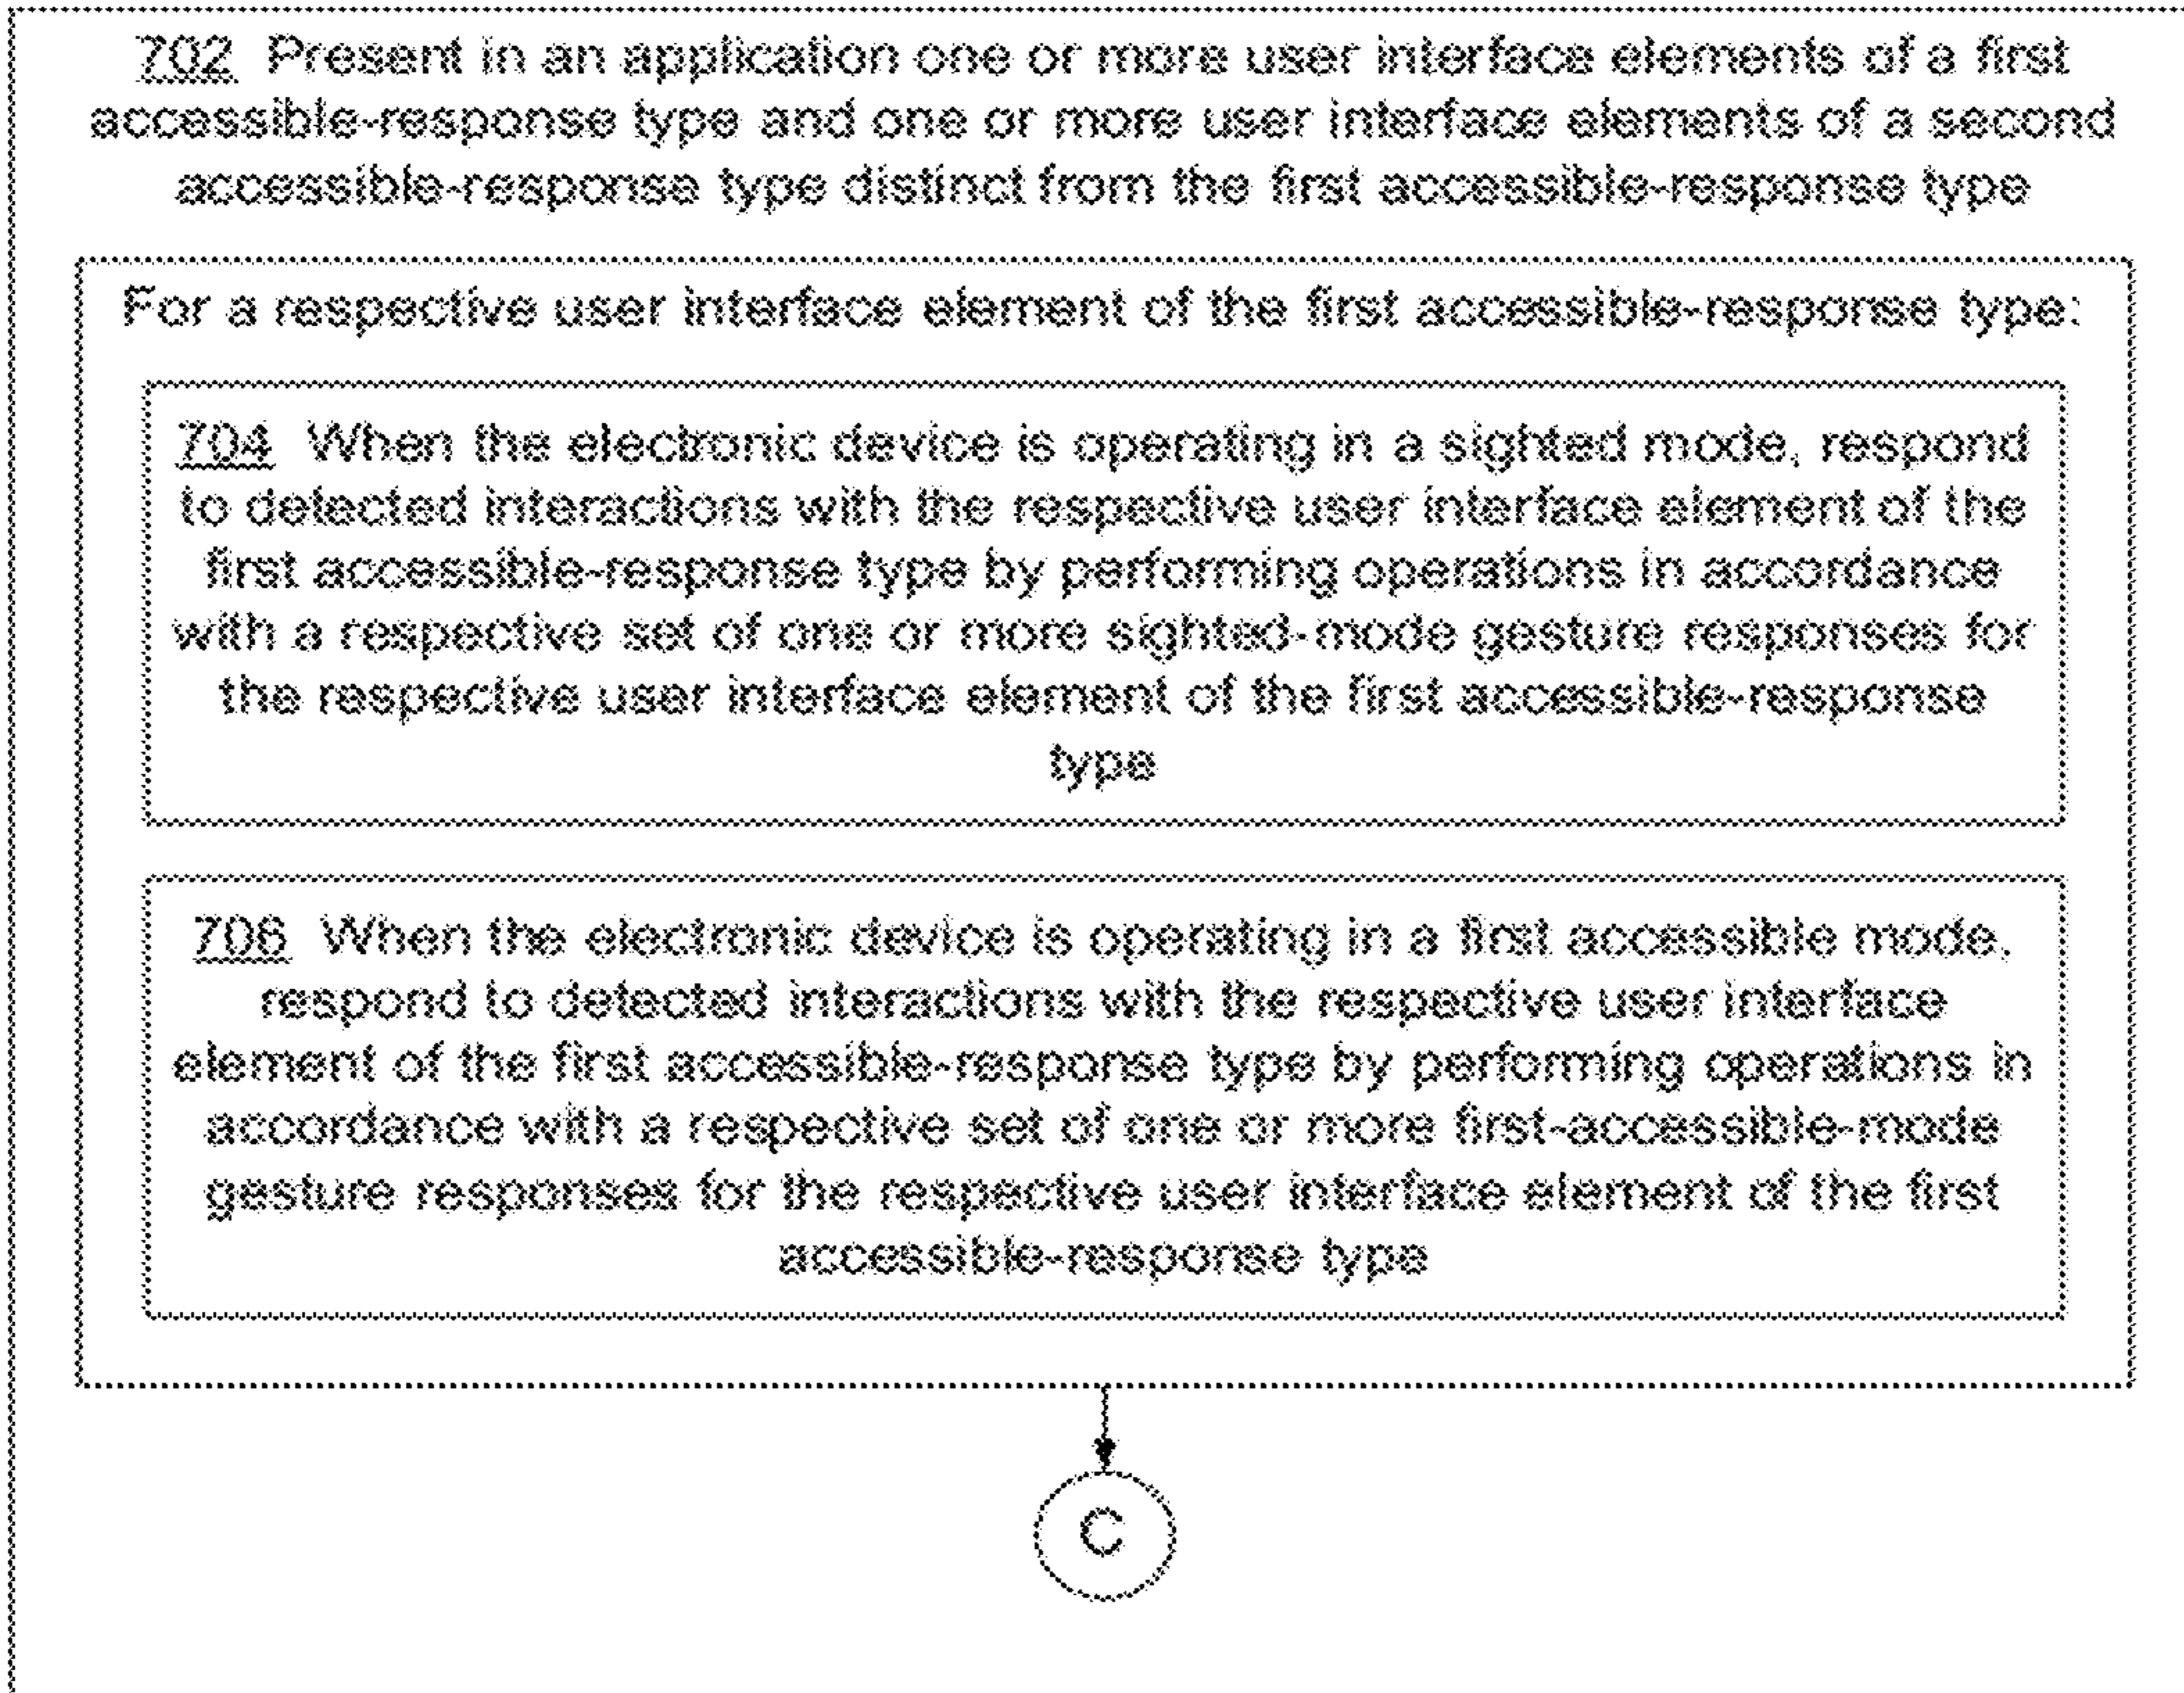 702 Present in an application one or more user interface elements of a first
accessible-response type and one or more user interface elements of a second
accessible-response type distinct from the first accessible-response type
For a respective user interface element of the first accessible-response type:
704 When the electronic device is operating in a sighted mode, respond
to detected interactions with the respective user interface element of the
first accessible-response type by performing operations in accordance
with a respective set of one or more sighted-mode gesture responses for
the respective user interface element of the first accessible-response
type
706 When the electronic device is operating in a first accessible mode,
respond to detected interactions with the respective user interface
element of the first accessible-response type by performing operations in
accordance with a respective set of one or more first-accessible-mode
gesture responses for the respective user interface element of the first
accessible-response type
C